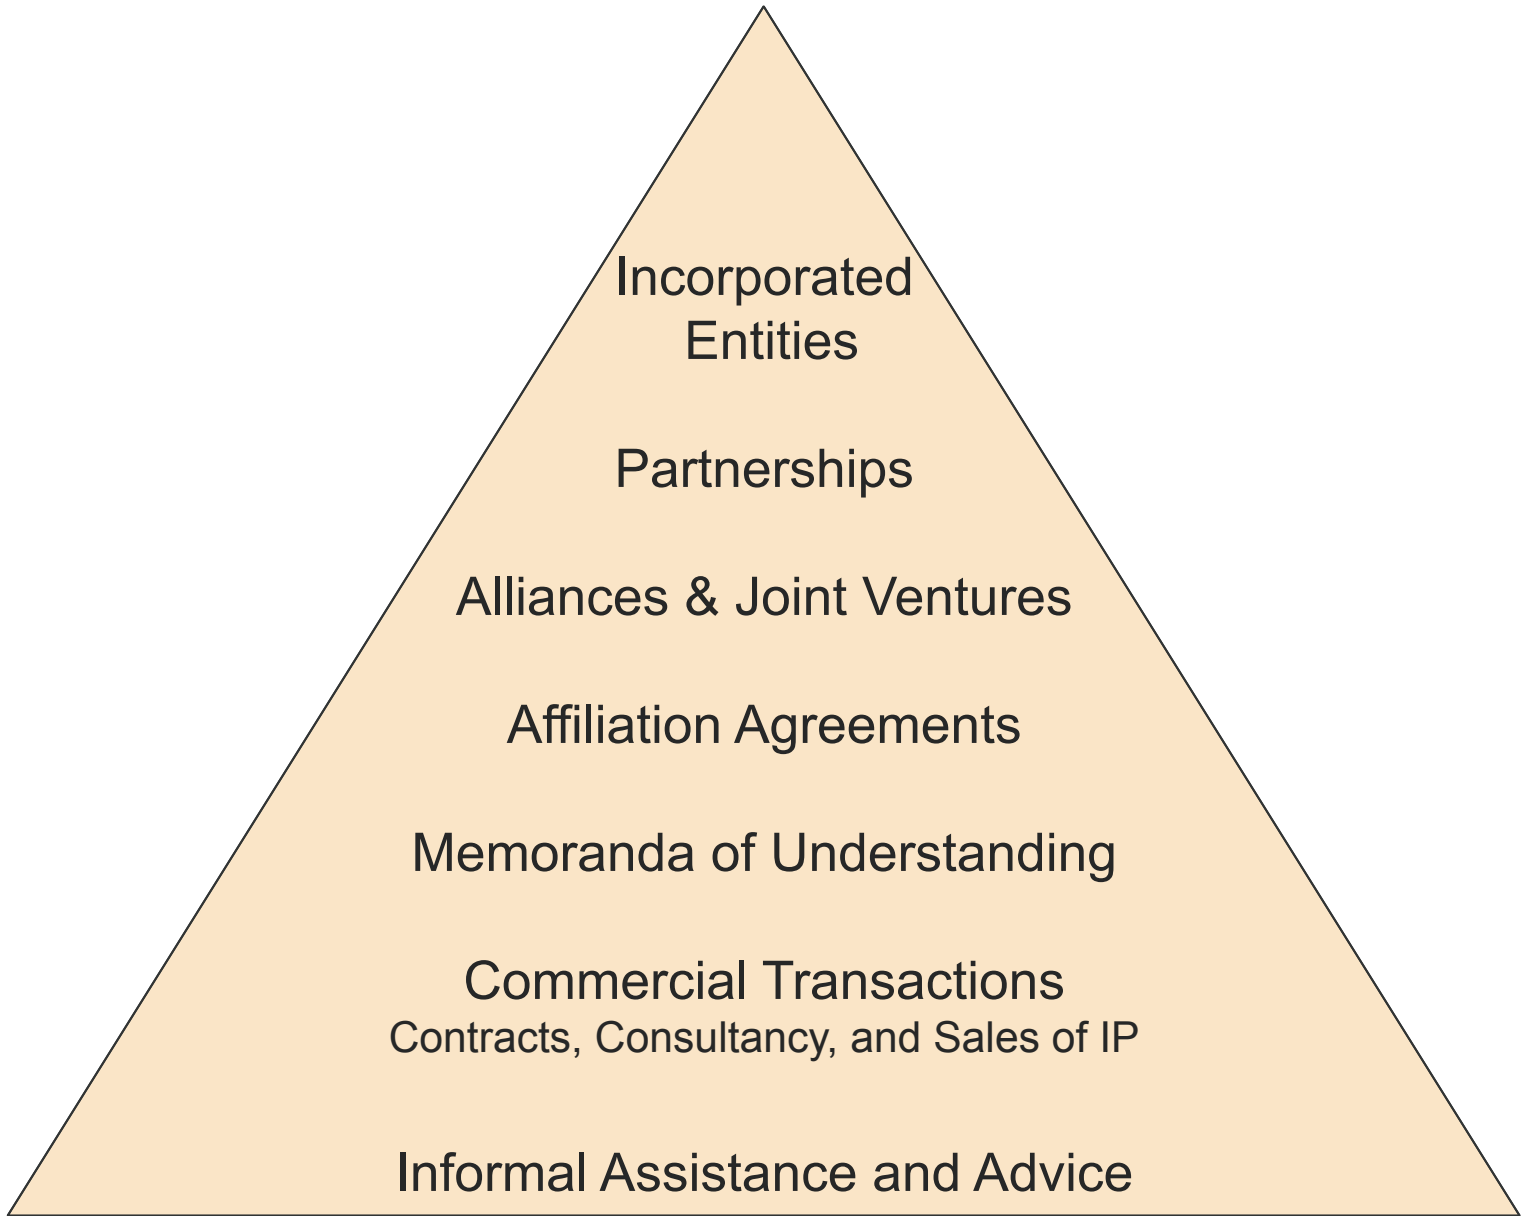 Incorporated
Entities
Partnerships
Alliances & Joint Ventures
Affiliation Agreements
Memoranda of Understanding
Commercial Transactions
Contracts, Consultancy, and Sales of IP
Informal Assistance and Advice